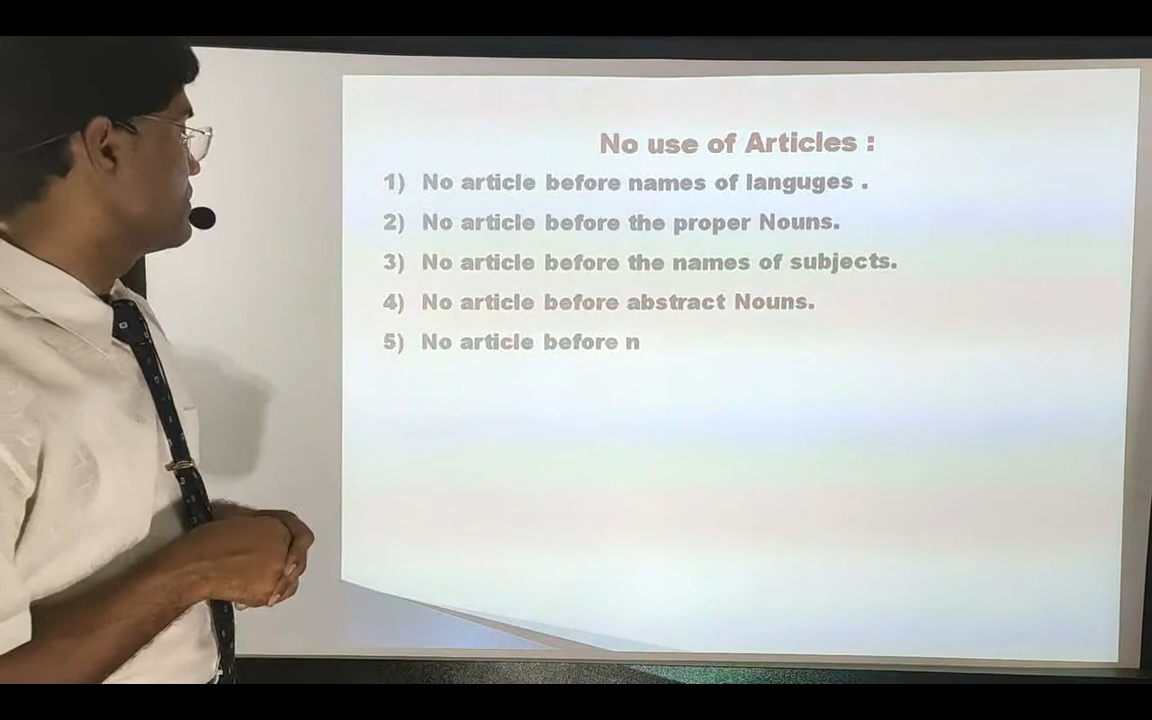 No use of Articles :
1) No article before names of languges .
2) No article before the proper Nouns.
3) No article before the names of subjects.
4) No article before abstract Nouns.
5) No article before n